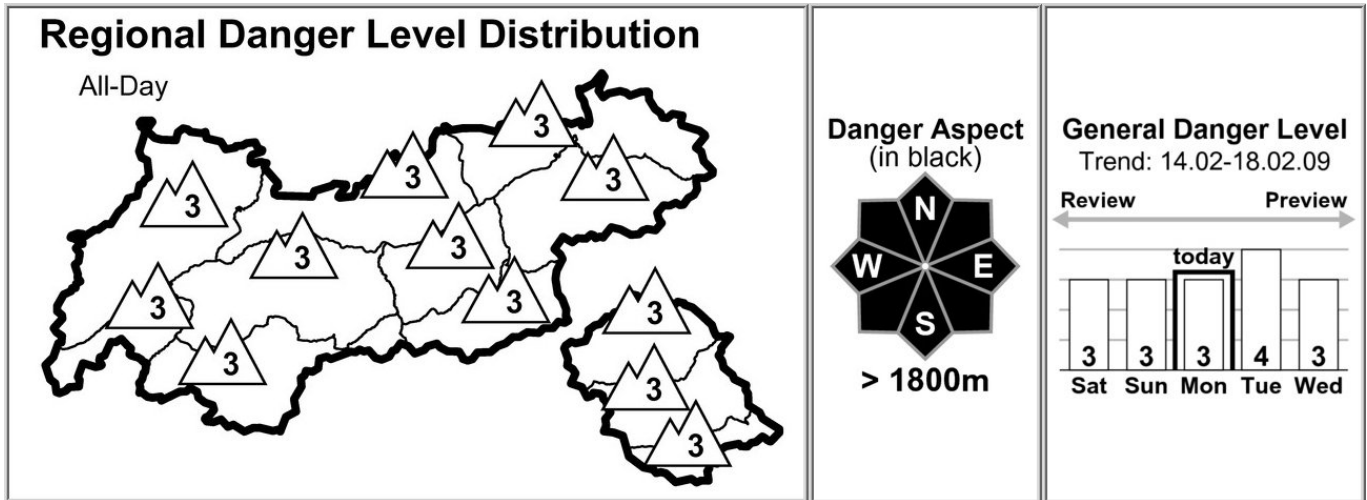 Regional Danger Level Distribution
All-Day
3
3
3
3
3
3
3
3
3
3
3
3
Danger Aspect
(in black)
N
W E
S
> 1800m
General Danger Level
Trend: 14.02-18.02.09
Review Preview
today
3 3 3 4 3
Sat Sun Mon Tue Wed